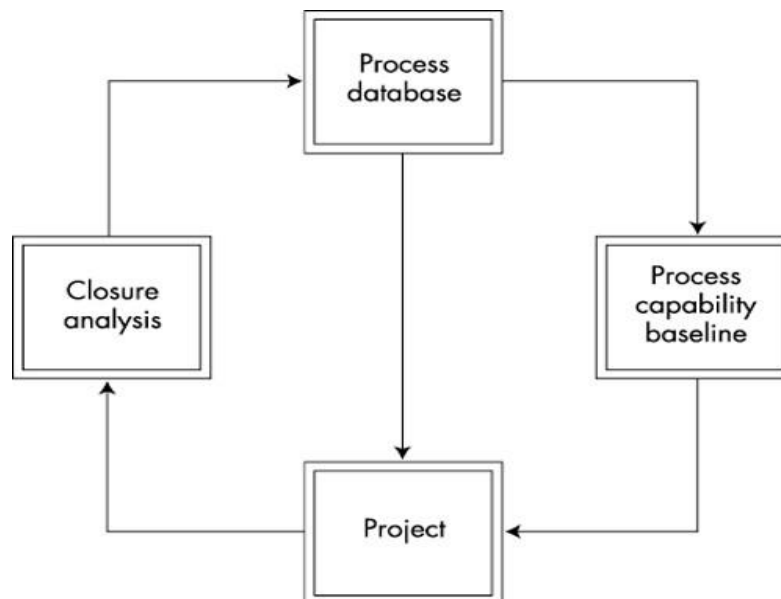 Process
database
Closure
analysis
Process
capability
baseline
Project